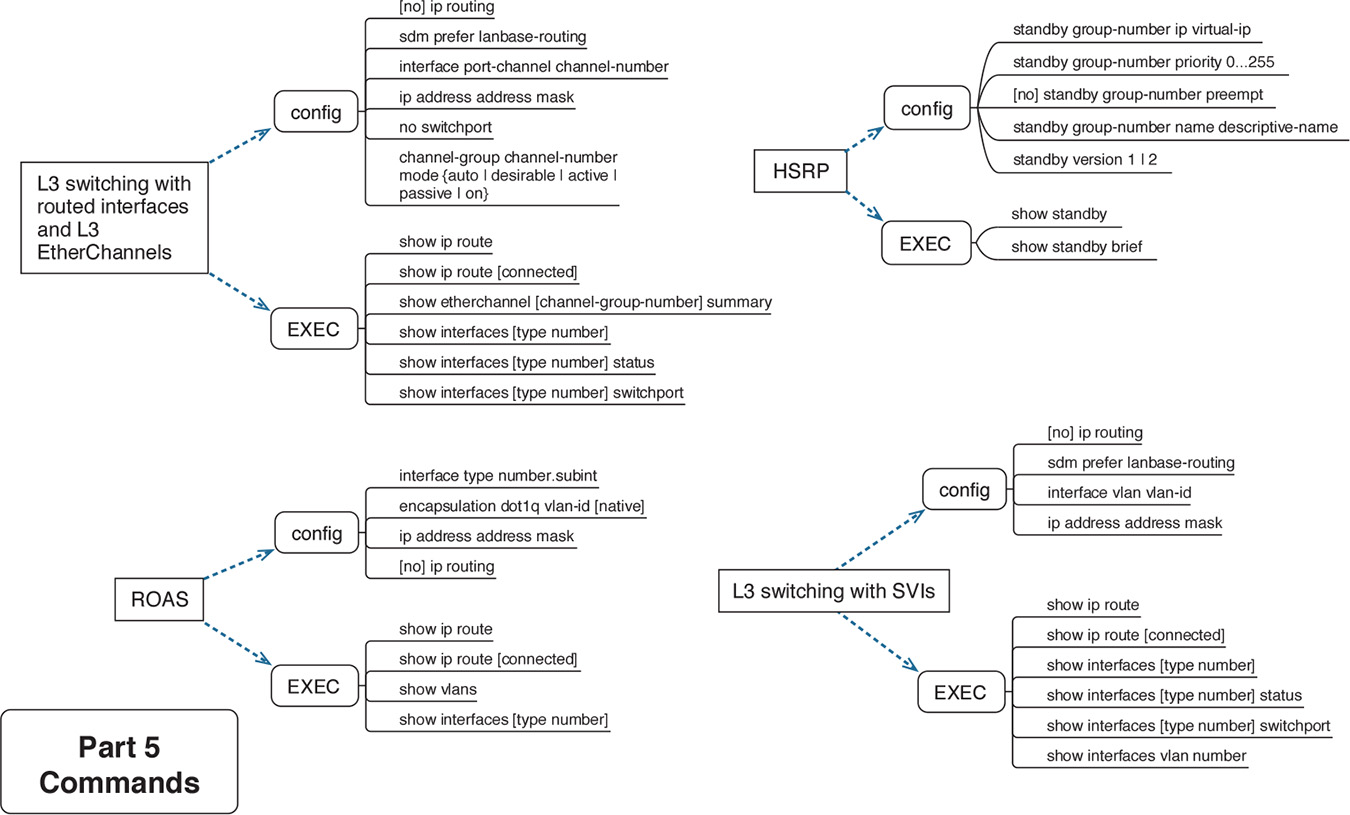 L3 switching with
routed interfaces
and L3
EtherChannels
config
[no] ip routing
sdm prefer lanbase-routing
interface port-channel channel-number
ip address address mask
no switchport
channel-group channel-number
mode {auto | desirable | active |
passive | on}
EXEC
show ip route
show ip route [connected]
show etherchannel [channel-group-number] summary
show interfaces [type number]
show interfaces [type number] status
show interfaces [type number] switchport
HSRP
config
standby group-number ip virtual-ip
standby group-number priority 0...255
[no] standby group-number preempt
standby group-number name descriptive-name
standby version 1 | 2
EXEC
show standby
show standby brief
ROAS
config
interface type number.subint
encapsulation dot1q vlan-id [native]
ip address address mask
[no] ip routing
EXEC
show ip route
show ip route [connected]
show vlans
show interfaces [type number]
L3 switching with SVIs
config
[no] ip routing
sdm prefer lanbase-routing
interface vlan vlan-id
ip address address mask
EXEC
show ip route
show ip route [connected]
show interfaces [type number]
show interfaces [type number] status
show interfaces [type number] switchport
show interfaces vlan number
Part 5
Commands